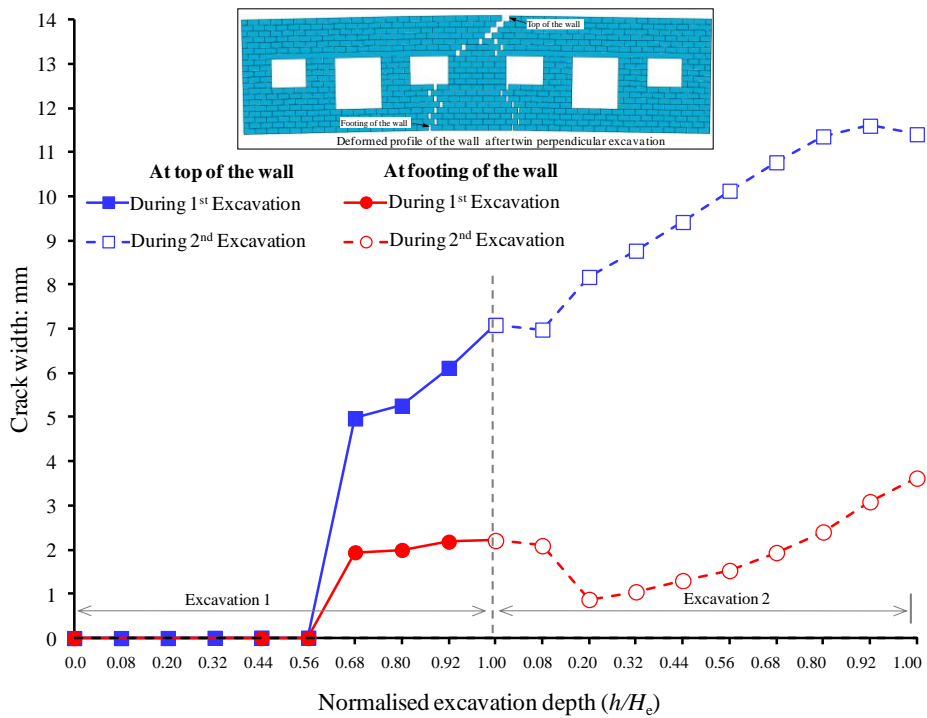 14
13
12
11
10
9
8
7
6
5
4
3
2
1
0
Crack width: mm
Top of the wall
Footing of the wall
Deformed profile of the wall after twin perpendicular excavation
At top of the wall
At footing of the wall
During 1st Excavation
During 1st Excavation
During 2nd Excavation
During 2nd Excavation
Excavation 1
Excavation 2
0.0 0.08 0.20 0.32 0.44 0.56 0.68 0.80 0.92 1.00 0.08 0.20 0.32 0.44 0.56 0.68 0.80 0.92 1.00
Normalised excavation depth (h/He)